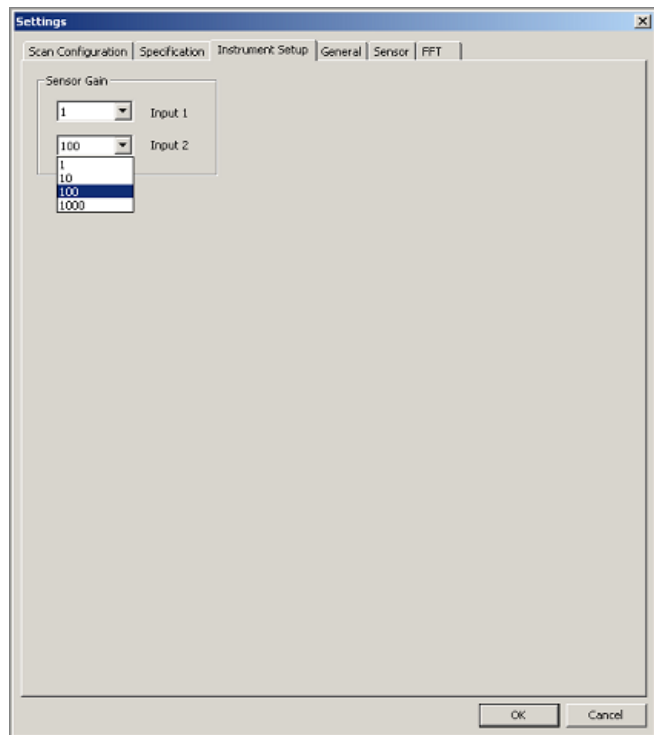 Settings
Scan Configuration Specification Instrument Setup General Sensor FFT
Sensor Gain
1 Input 1
100 Input 2
1
10
100
1000
OK Cancel